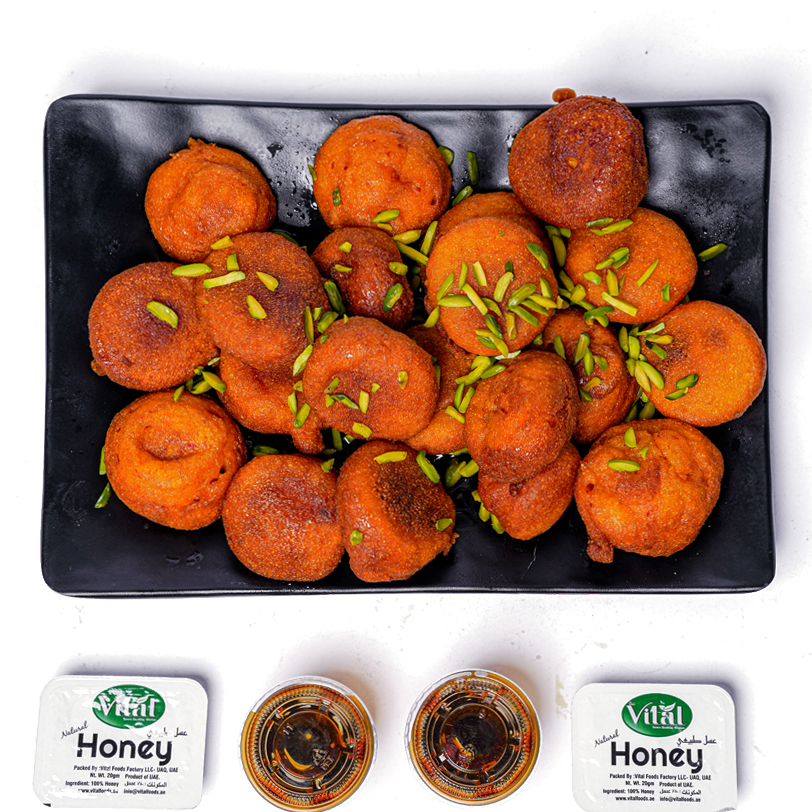 Vital
Natural
Honey
عسل طبيعي
Packed By :Vital Foods Factory LLC- UAQ, UAE
Nt. Wt. 20gm Product of UAE.
Ingredient: 100% Honey
www.vitalfoods.ae info@vitalfoods.ae
Vital
Natural
Honey
عسل طبيعي
Packed By :Vital Foods Factory LLC- UAQ, UAE
Nt. Wt. 20gm Product of UAE.
Ingredient: 100% Honey
www.vitalfoods.ae info@vitalfoods.ae